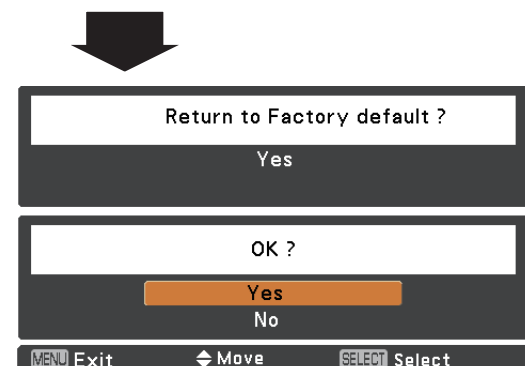 Return to Factory default ?
Yes
OK ?
Yes
No
MENU Exit Move SELECT Select